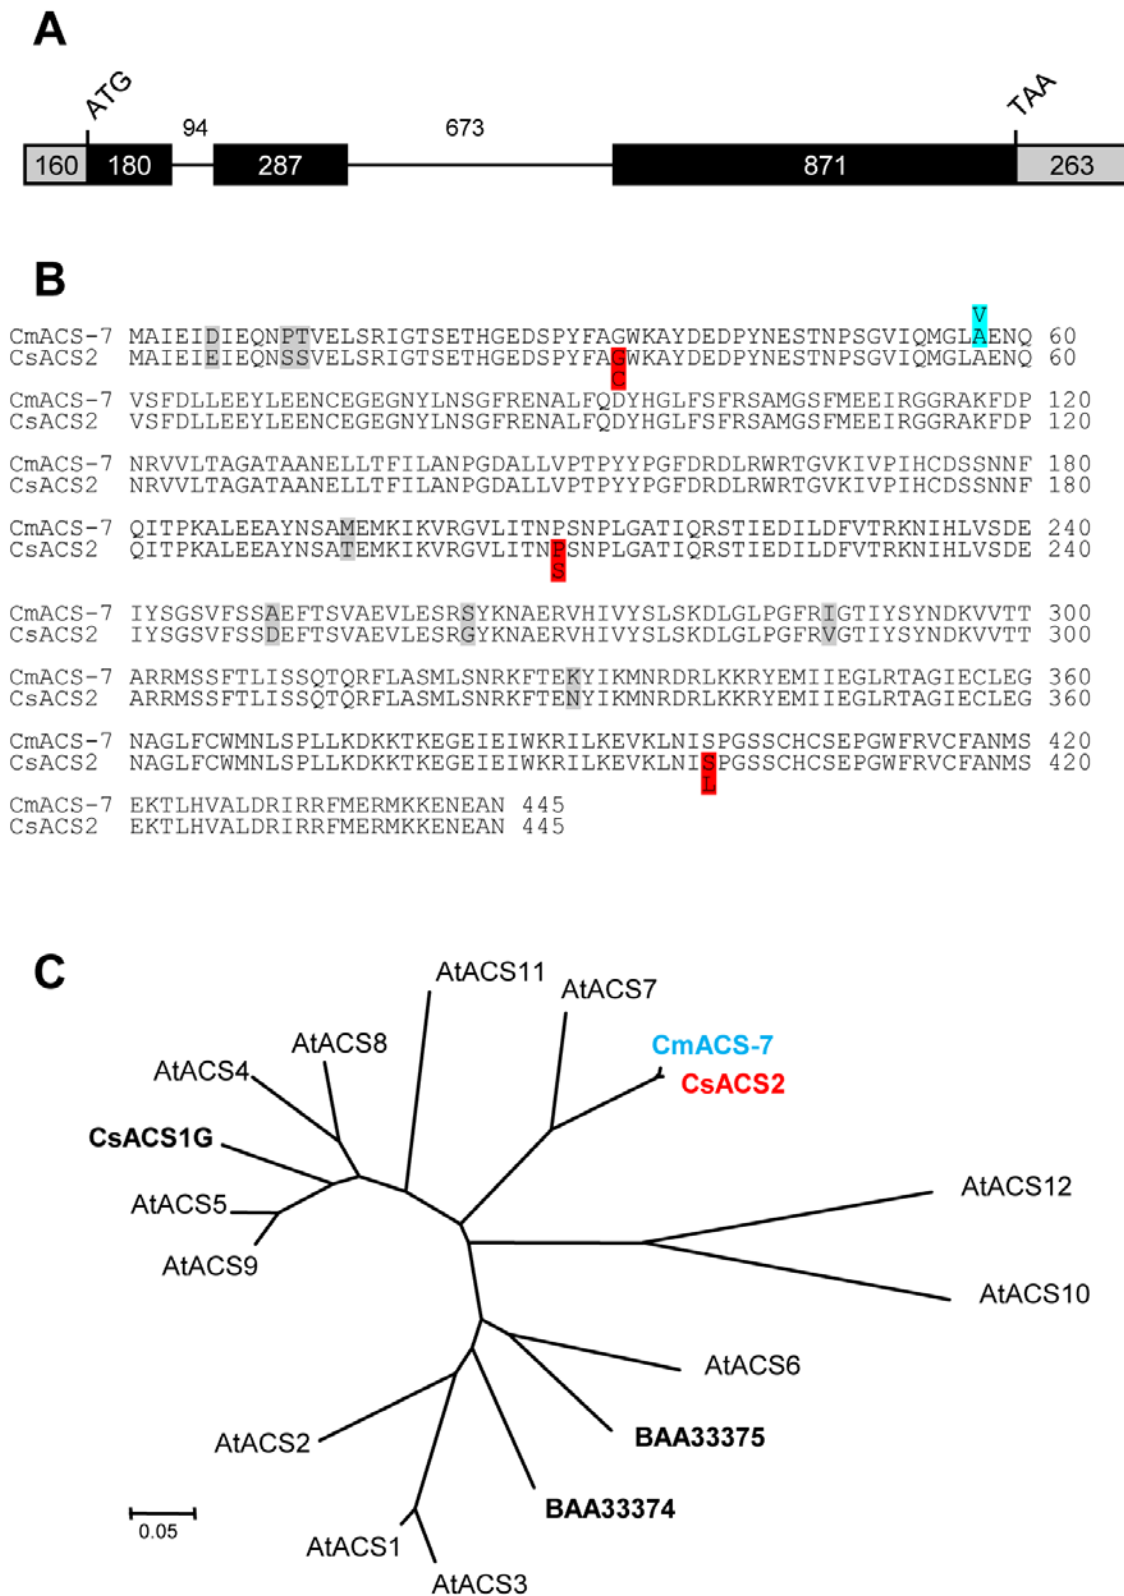 A
ATG
TAA
94
673
160
180
287
871
263
B
V
CmACS-7 MAIEIDIEQNPTVELSRIGTSETHGEDSPYFAGWKAYDEDPYNESTNPSGVIQMGLAENQ 60
CsACS2 MAIEIEIEQNSSVELSRIGTSETHGEDSPYFAGWKAYDEDPYNESTNPSGVIQMGLAENQ 60
C
CmACS-7 VSFDLLEEYLEENCEGEGNYLNSGFRENALFQDYHGLFSFRSAMGSFMEEIRGGRAKFDP 120
CsACS2 VSFDLLEEYLEENCEGEGNYLNSGFRENALFQDYHGLFSFRSAMGSFMEEIRGGRAKFDP 120
CmACS-7 NRVVLTAGATAANELLTFILANPGDALLVPTPYYPGFDRDLRWRTGVKIVPIHCDSSNNF 180
CsACS2 NRVVLTAGATAANELLTFILANPGDALLVPTPYYPGFDRDLRWRTGVKIVPIHCDSSNNF 180
CmACS-7 QITPKALEEAYNSAMEMKIKVRGVLITNPSNPLGATIQRSTIEDILDFVTRKNIHLVSDE 240
CsACS2 QITPKALEEAYNSATEMKIKVRGVLITNPSNPLGATIQRSTIEDILDFVTRKNIHLVSDE 240
S
CmACS-7 IYSGSVFSSAEFTSVAEVLESRSYKNAERVHIVYSLSKDLGLPGFRIGTIYSYNDKVVTT 300
CsACS2 IYSGSVFSSDEFTSVAEVLESRGYKNAERVHIVYSLSKDLGLPGFRVGTIYSYNDKVVTT 300
CmACS-7 ARRMSSFTLISSQTQRFLASMLSNRKFTEKYIKMNRDRLKKRYEMIIEGLRTAGIECLEG 360
CsACS2 ARRMSSFTLISSQTQRFLASMLSNRKFTENYIKMNRDRLKKRYEMIIEGLRTAGIECLEG 360
CmACS-7 NAGLFCWMNLSPLLKDKKTKEGEIEIWKRILKEVKLNISPGSSCHCSEPGWFRVCFANMS 420
CsACS2 NAGLFCWMNLSPLLKDKKTKEGEIEIWKRILKEVKLNISPGSSCHCSEPGWFRVCFANMS 420
L
CmACS-7 EKTLHVALDRIRRFMERMKKENEAN 445
CsACS2 EKTLHVALDRIRRFMERMKKENEAN 445
C
AtACS11
AtACS7
AtACS8
CmACS-7
AtACS4
CsACS2
CsACS1G
AtACS12
AtACS5
AtACS9
AtACS10
AtACS6
BAA33375
AtACS2
BAA33374
0.05
AtACS1
AtACS3